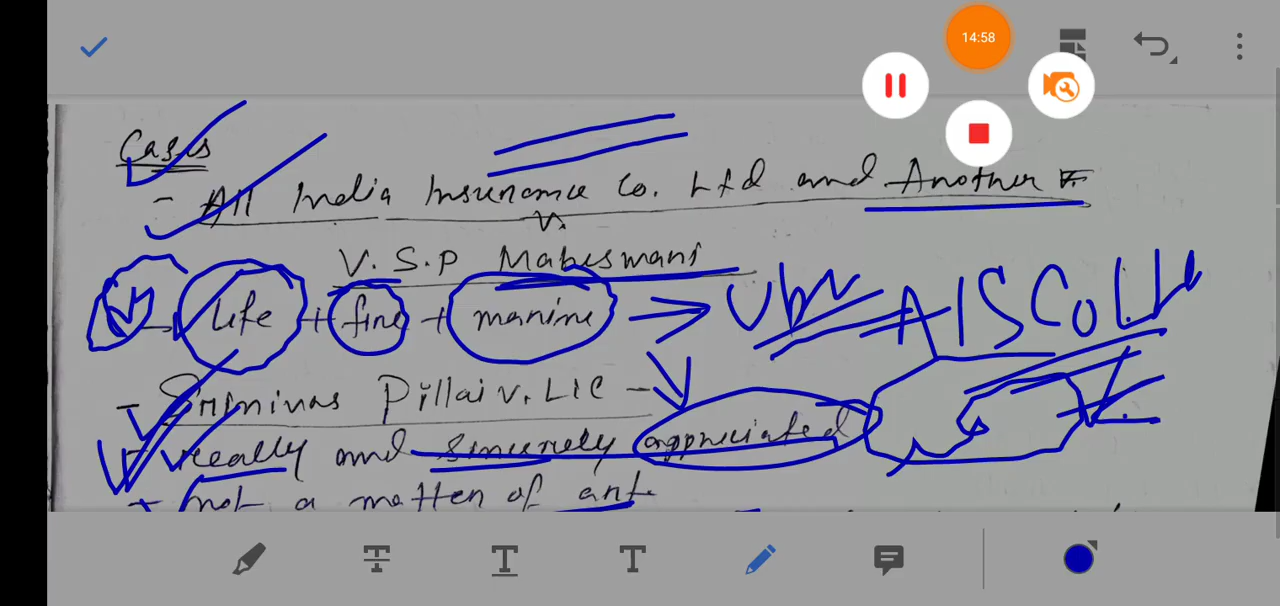 14:58
Cases
- All India Insurance Co. Ltd and Another
v.
V.S.P Maheswari
- Life + fire + marine → Ubr AISCoLtd
- Srinivas Pillai v. LIC -
- really and sincerely appreciated
+ not a matter of
T T T